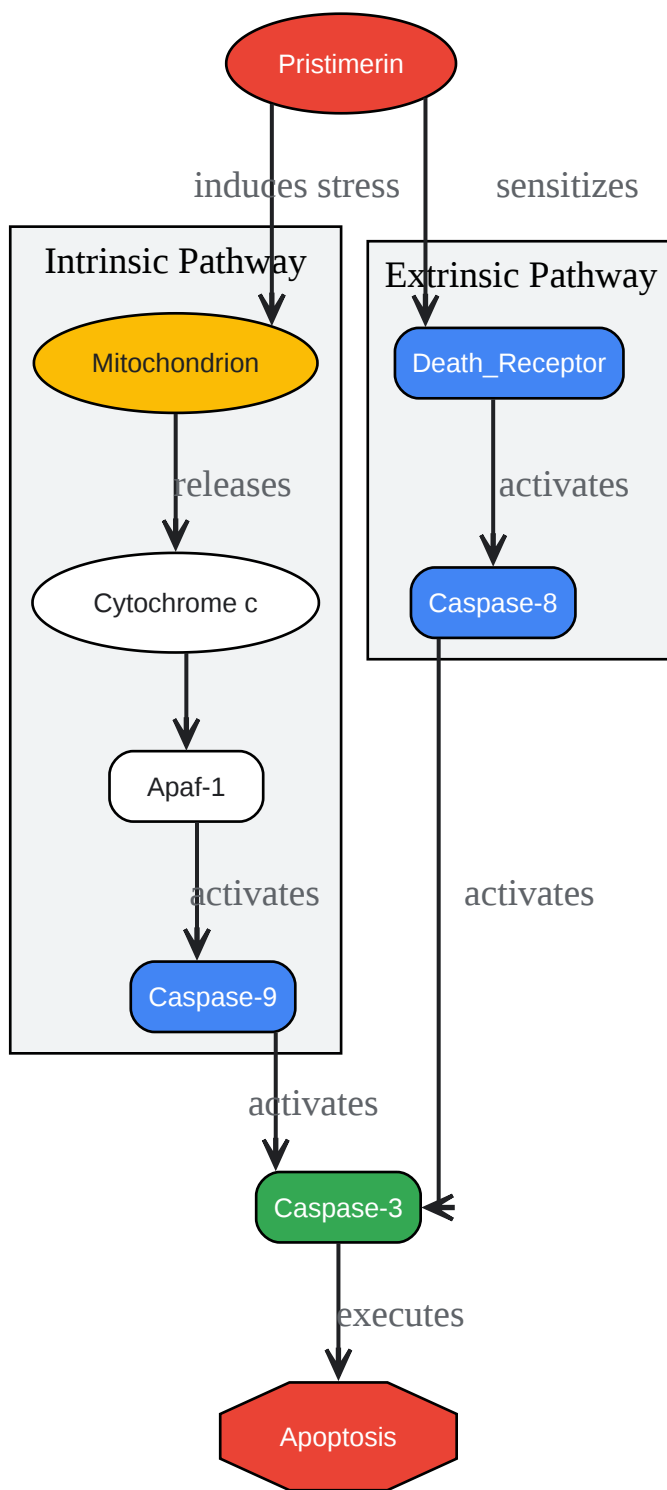 Pristimerin
induces stress
sensitizes
Intrinsic Pathway
Extrinsic Pathway
Mitochondrion
Death_Receptor
releases
activates
Cytochrome c
Caspase-8
Apaf-1
activates
activates
Caspase-9
activates
Caspase-3
executes
Apoptosis